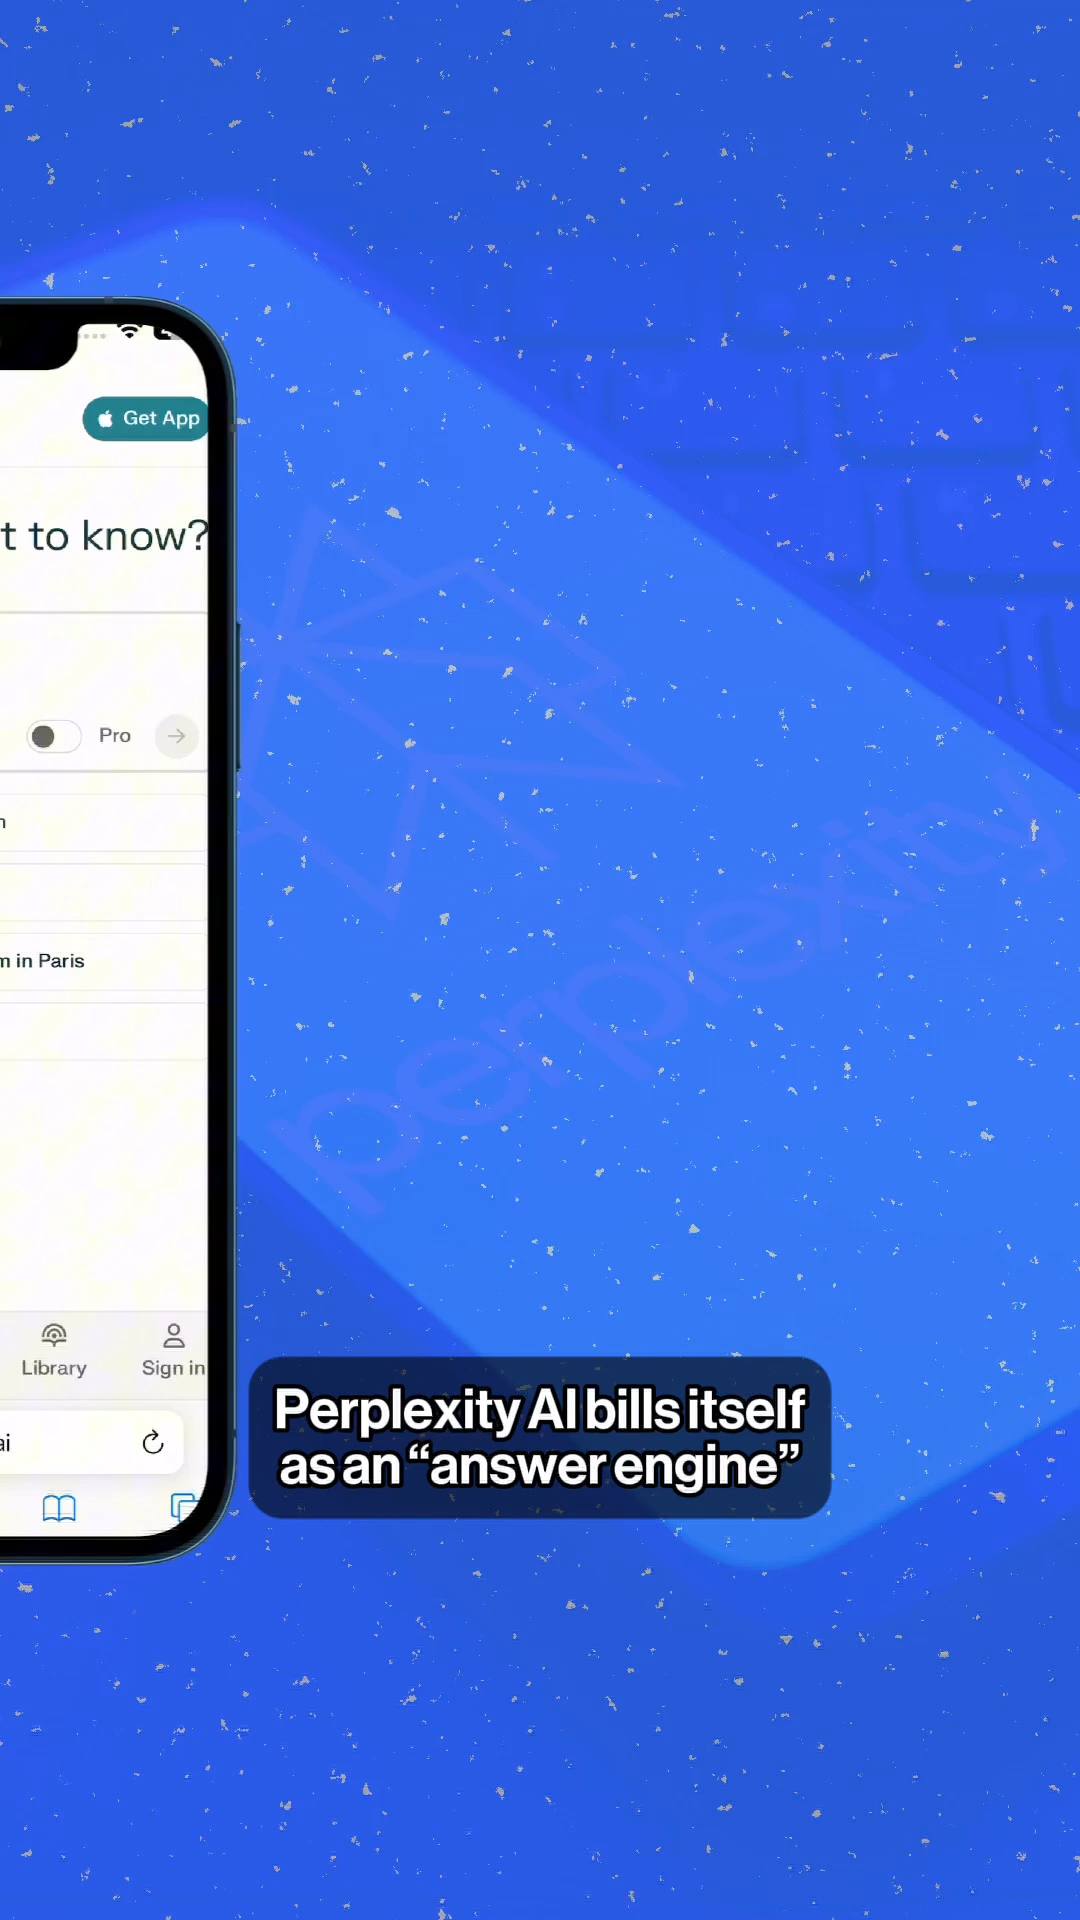 Get App
t to know?
Pro
n
m in Paris
perplexity
Library
Sign in
ai
Perplexity AI bills itself
as an “answer engine”